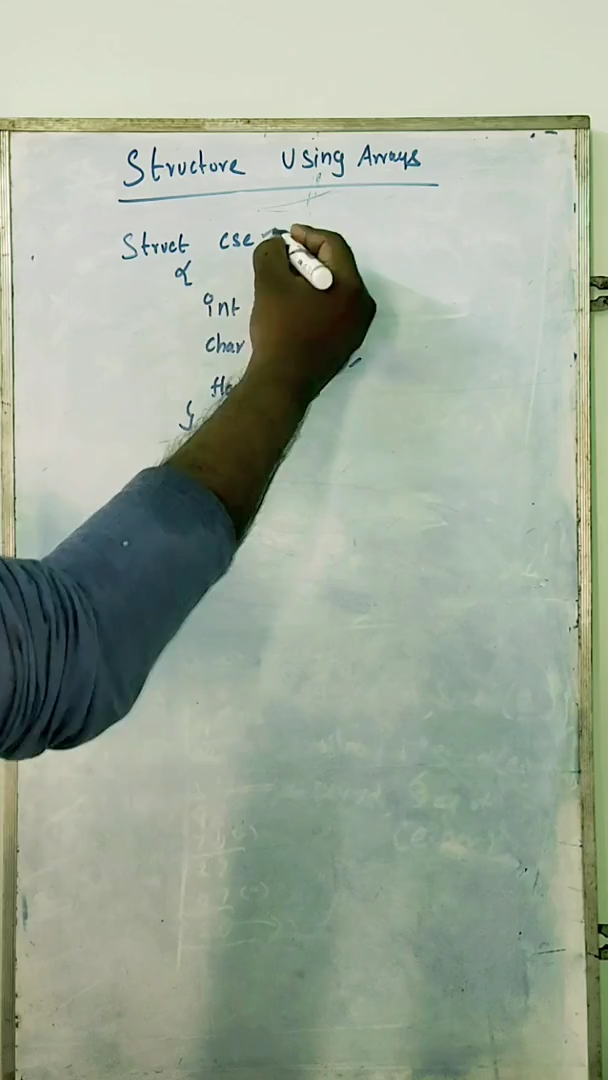 Structure Using Arrays
Struct cse
{
int
char
}